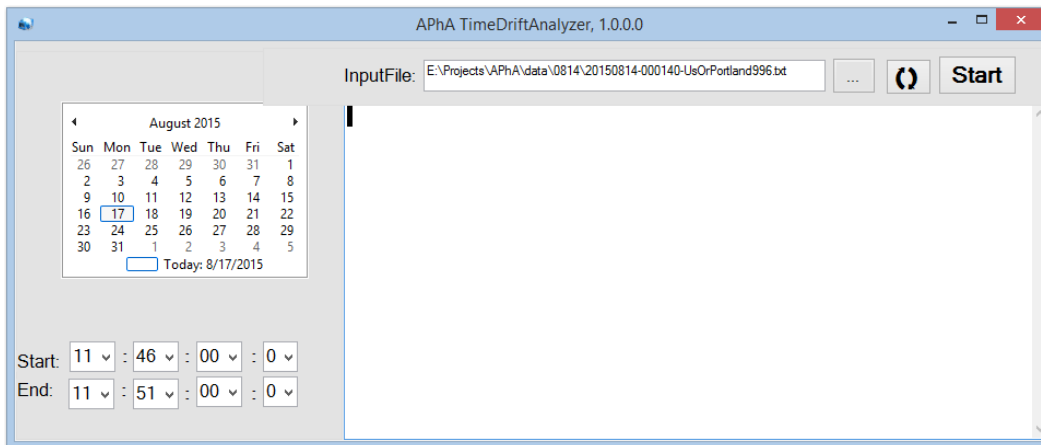 APhA TimeDriftAnalyzer, 1.0.0.0
InputFile: E:\Projects\APhA\data\0814\20150814-000140-UsOrPortland996.txt ... Start
August 2015
Sun Mon Tue Wed Thu Fri Sat
26 27 28 29 30 31 1
2 3 4 5 6 7 8
9 10 11 12 13 14 15
16 17 18 19 20 21 22
23 24 25 26 27 28 29
30 31 1 2 3 4 5
Today: 8/17/2015
Start: 11 : 46 : 00 : 0
End: 11 : 51 : 00 : 0